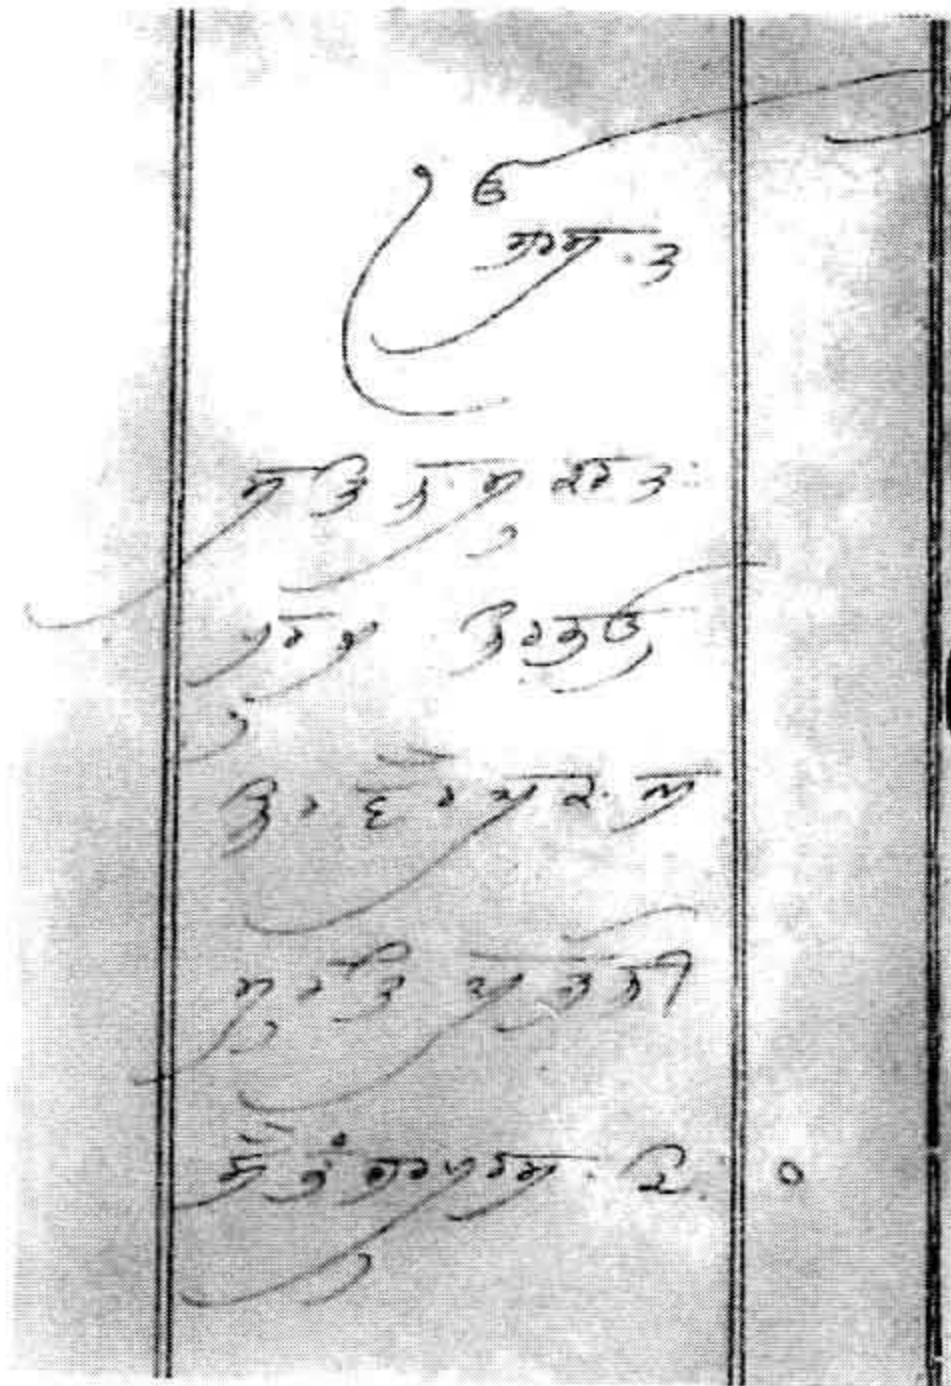 ੴ
ਸਤਿ ਨਾਮੁ ਕਰਤਾ
ਪੁਰਖੁ ਨਿਰਭਉ
ਨਿਰਵੈਰ ਅਕਾਲ
ਮੂਰਤਿ ਅਜੂਨੀ
ਸੈਭੰ ਗੁਰਪ੍ਰਸਾਦਿ